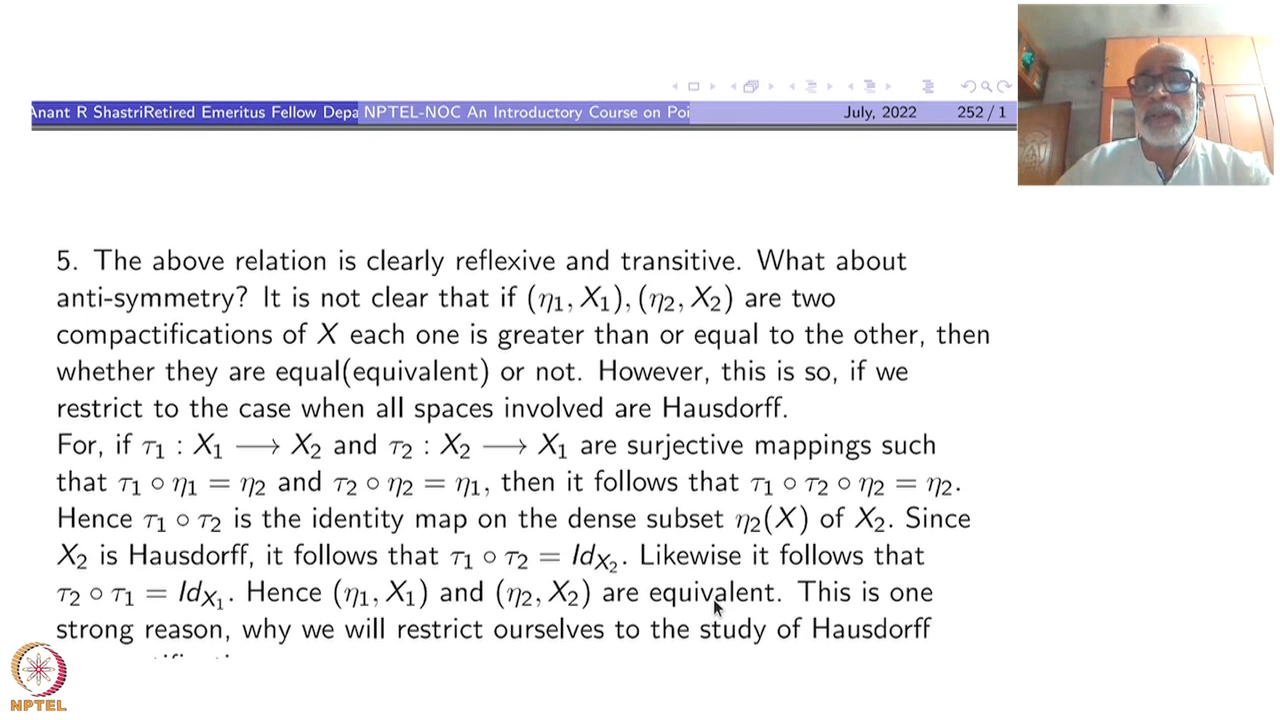 Anant R ShastriRetired Emeritus Fellow Depa NPTEL-NOC An Introductory Course on Poi July, 2022 252 / 1
5. The above relation is clearly reflexive and transitive. What about
anti-symmetry? It is not clear that if (η₁, X₁), (η₂, X₂) are two
compactifications of X each one is greater than or equal to the other, then
whether they are equal(equivalent) or not. However, this is so, if we
restrict to the case when all spaces involved are Hausdorff.
For, if τ₁ : X₁ ⟶ X₂ and τ₂ : X₂ ⟶ X₁ are surjective mappings such
that τ₁ ∘ η₁ = η₂ and τ₂ ∘ η₂ = η₁, then it follows that τ₁ ∘ τ₂ ∘ η₂ = η₂.
Hence τ₁ ∘ τ₂ is the identity map on the dense subset η₂(X) of X₂. Since
X₂ is Hausdorff, it follows that τ₁ ∘ τ₂ = Id_{X₂}. Likewise it follows that
τ₂ ∘ τ₁ = Id_{X₁}. Hence (η₁, X₁) and (η₂, X₂) are equivalent. This is one
strong reason, why we will restrict ourselves to the study of Hausdorff
NPTEL